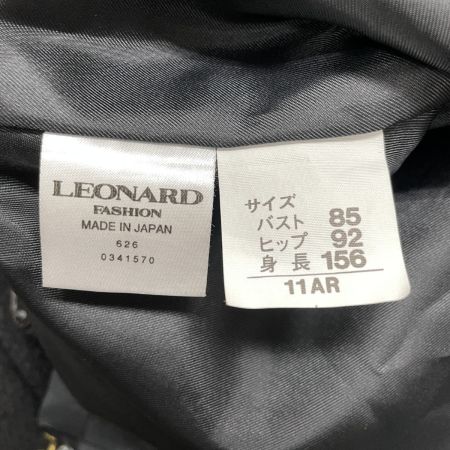 LEONARD
FASHION
MADE IN JAPAN
626
0341570
サイズ
バスト 85
ヒップ 92
身長 156
11AR